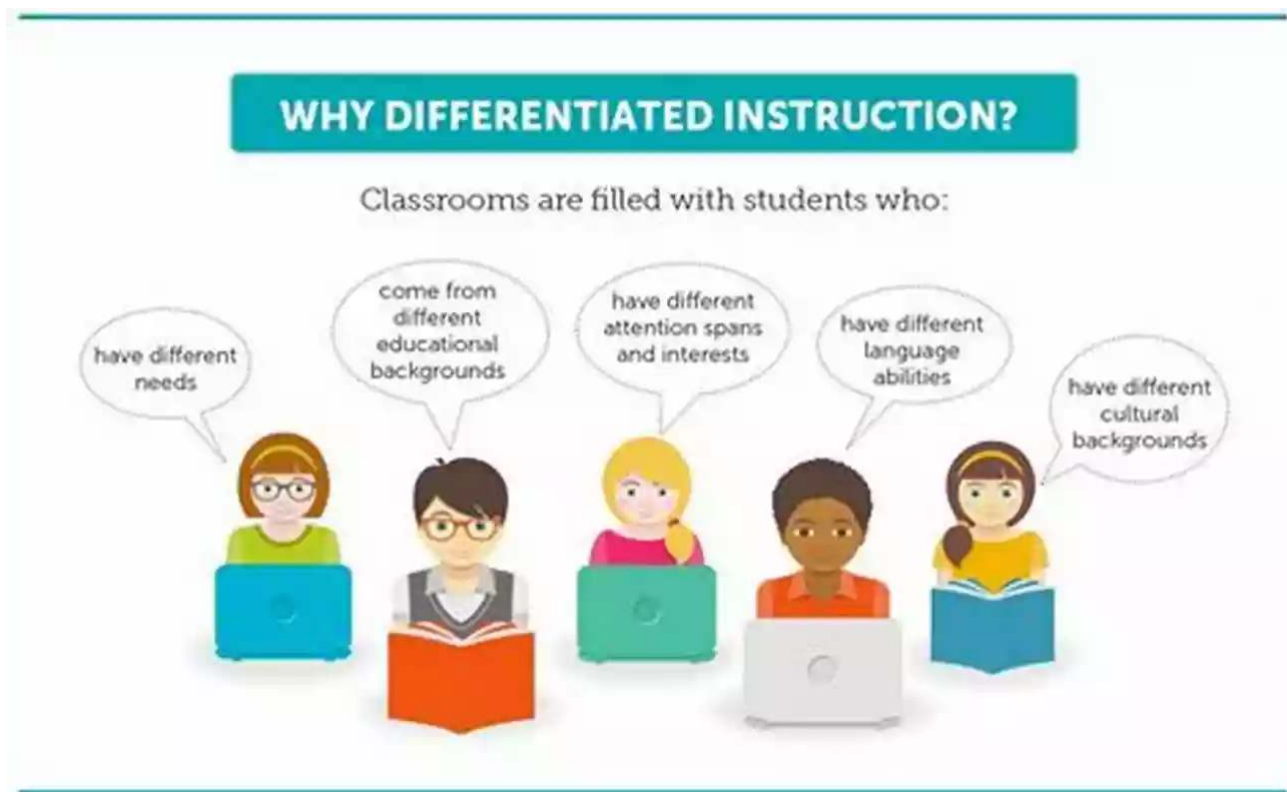 WHY DIFFERENTIATED INSTRUCTION?
Classrooms are filled with students who:
have different
needs
come from
different
educational
backgrounds
have different
attention spans
and interests
have different
language
abilities
have different
cultural
backgrounds